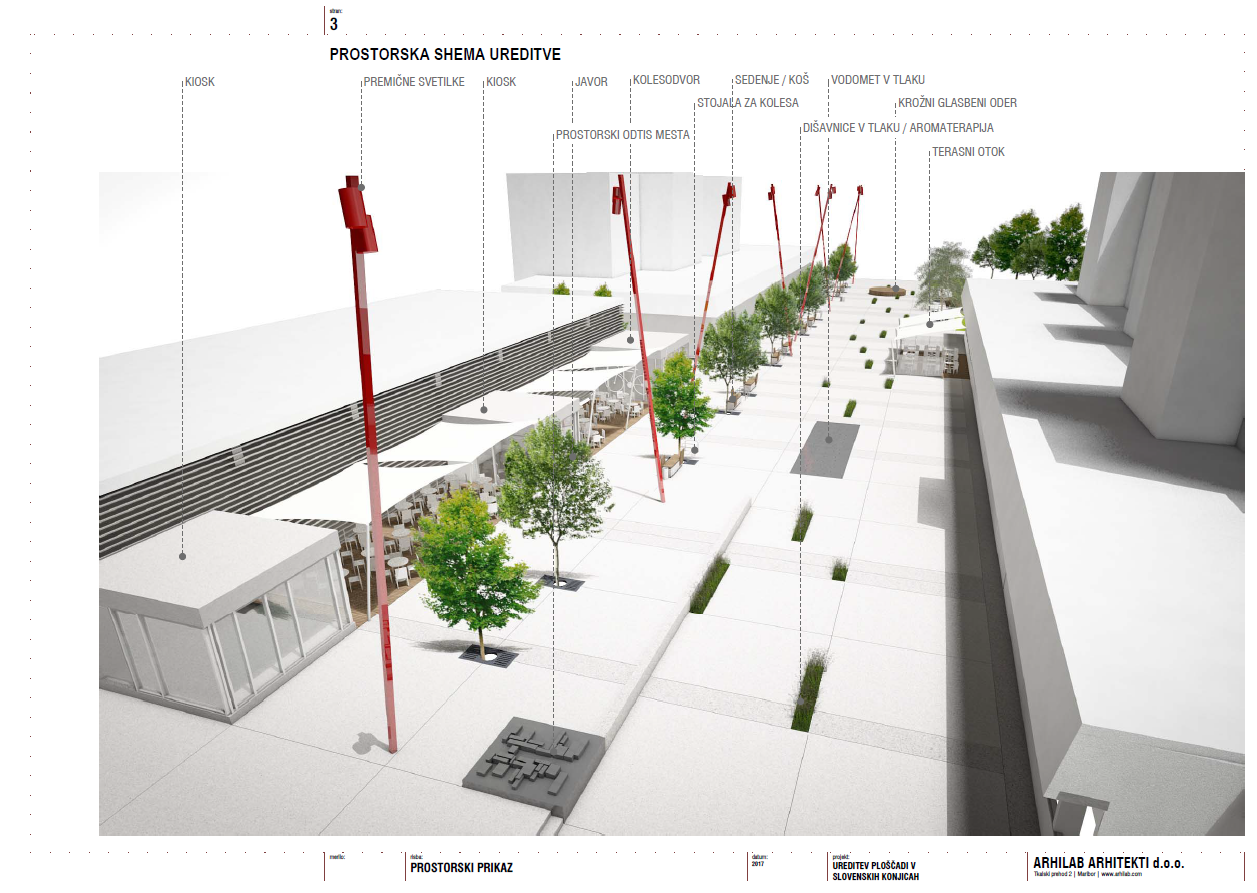 stran:
3
PROSTORSKA SHEMA UREDITVE
KIOSK
PREMIČNE SVETILKE
KIOSK
JAVOR
KOLESODVOR
SEDENJE / KOŠ
VODOMET V TLAKU
STOJALA ZA KOLESA
KROŽNI GLASBENI ODER
PROSTORSKI ODTIS MESTA
DIŠAVNICE V TLAKU / AROMATERAPIJA
TERASNI OTOK
merilo:
risba:
PROSTORSKI PRIKAZ
datum:
2017
projekt:
UREDITEV PLOŠČADI V
SLOVENSKIH KONJICAH
ARHILAB ARHITEKTI d.o.o.
Tkalski prehod 2 | Maribor | www.arhilab.com